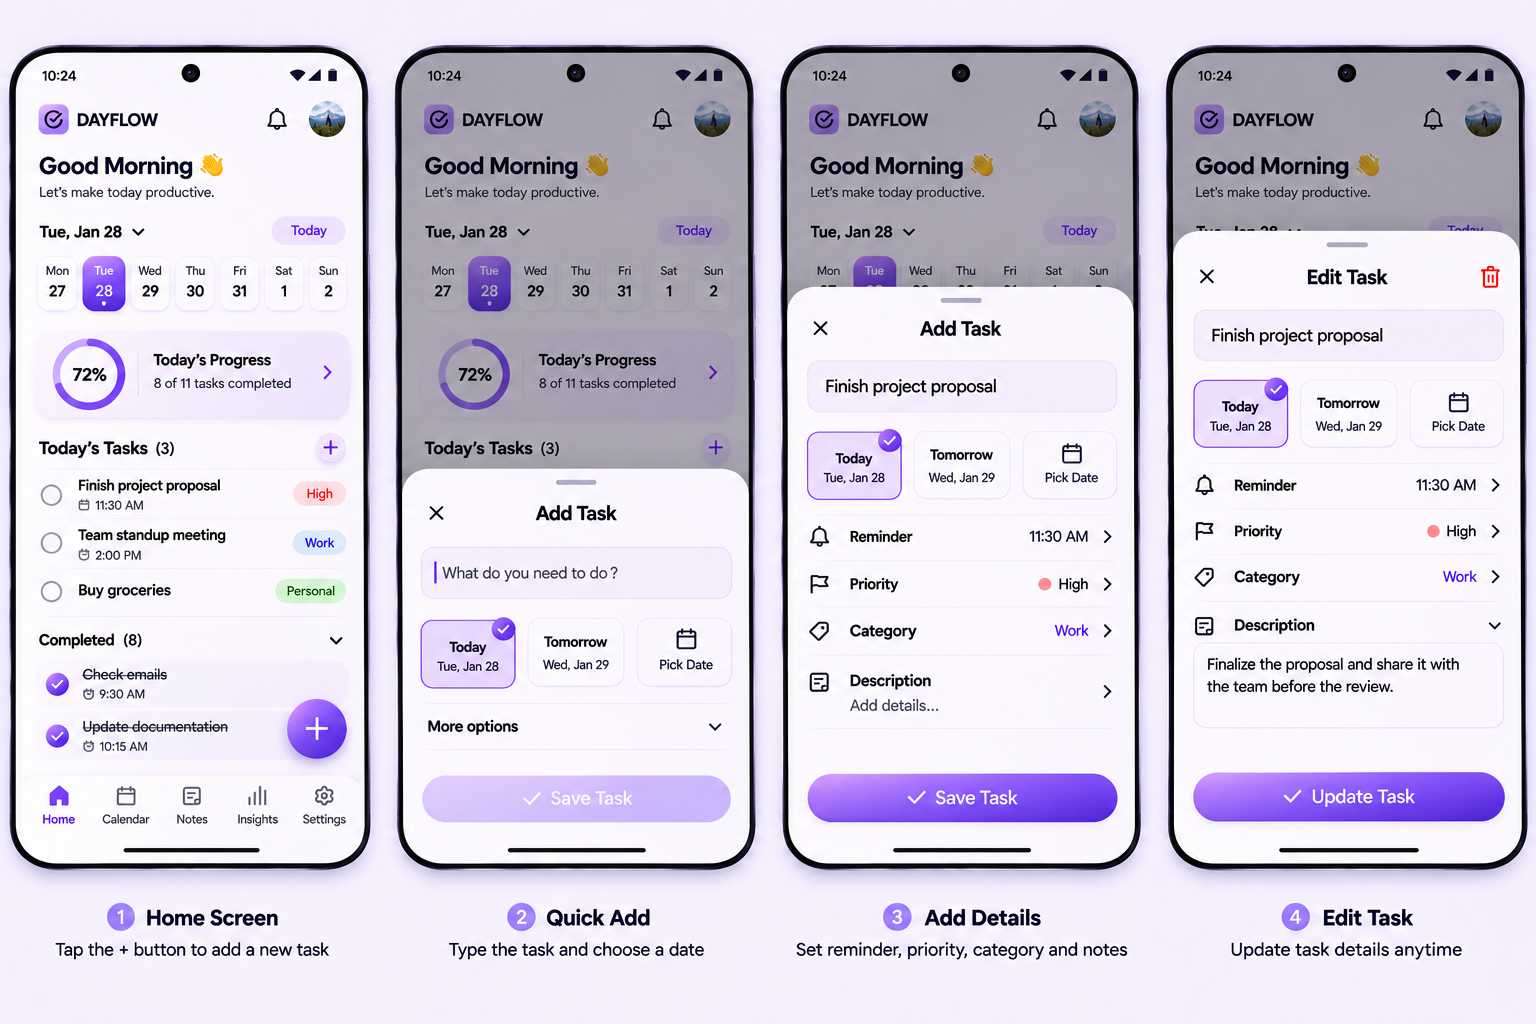 10:24
DAYFLOW
Good Morning 👋
Let's make today productive.
Tue, Jan 28
Today
Mon Tue Wed Thu Fri Sat Sun
27 28 29 30 31 1 2
72%
Today's Progress
8 of 11 tasks completed
Today's Tasks (3)
Finish project proposal
11:30 AM
High
Team standup meeting
2:00 PM
Work
Buy groceries
Personal
Completed (8)
Check emails
9:30 AM
Update documentation
10:15 AM
Home Calendar Notes Insights Settings
1 Home Screen
Tap the + button to add a new task
10:24
DAYFLOW
Good Morning 👋
Let's make today productive.
Tue, Jan 28
Today
Mon Tue Wed Thu Fri Sat Sun
27 28 29 30 31 1 2
72%
Today's Progress
8 of 11 tasks completed
Today's Tasks (3)
Add Task
What do you need to do ?
Today
Tue, Jan 28
Tomorrow
Wed, Jan 29
Pick Date
More options
Save Task
2 Quick Add
Type the task and choose a date
10:24
DAYFLOW
Good Morning 👋
Let's make today productive.
Tue, Jan 28
Today
Mon Tue Wed Thu Fri Sat Sun
27 28 29 30 31 1 2
Add Task
Finish project proposal
Today
Tue, Jan 28
Tomorrow
Wed, Jan 29
Pick Date
Reminder
11:30 AM
Priority
High
Category
Work
Description
Add details...
Save Task
3 Add Details
Set reminder, priority, category and notes
10:24
DAYFLOW
Good Morning 👋
Let's make today productive.
Tue, Jan 28
Today
Edit Task
Finish project proposal
Today
Tue, Jan 28
Tomorrow
Wed, Jan 29
Pick Date
Reminder
11:30 AM
Priority
High
Category
Work
Description
Finalize the proposal and share it with
the team before the review.
Update Task
4 Edit Task
Update task details anytime